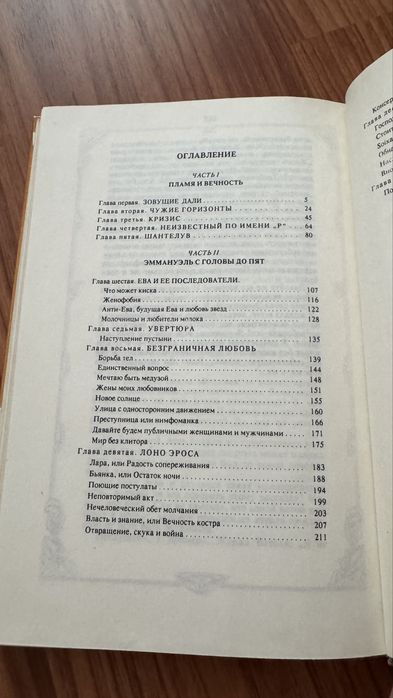 ОГЛАВЛЕНИЕ
ЧАСТЬ I
ПЛАМЯ И ВЕЧНОСТЬ
Глава первая. ЗОВУЩИЕ ДАЛИ . . . . . . . . . . 5
Глава вторая. ЧУЖИЕ ГОРИЗОНТЫ . . . . . . . . . . 24
Глава третья. КРИЗИС . . . . . . . . . . 45
Глава четвертая. НЕИЗВЕСТНЫЙ ПО ИМЕНИ „Р" . . . . . . . . . . 64
Глава пятая. ШАНТЕЛУВ . . . . . . . . . . 80
ЧАСТЬ II
ЭММАНУЭЛЬ С ГОЛОВЫ ДО ПЯТ
Глава шестая. ЕВА И ЕЕ ПОСЛЕДОВАТЕЛИ.
Что может киска . . . . . . . . . . 107
Женофобия . . . . . . . . . . 116
Анти-Ева, будущая Ева и любовь звезд . . . . . . . . . . 122
Молочницы и любители молока . . . . . . . . . . 128
Глава седьмая. УВЕРТЮРА
Наступление пустыни . . . . . . . . . . 135
Глава восьмая. БЕЗГРАНИЧНАЯ ЛЮБОВЬ
Борьба тел . . . . . . . . . . 139
Единственный вопрос . . . . . . . . . . 144
Мечтаю быть медузой . . . . . . . . . . 148
Жены моих любовников . . . . . . . . . . 151
Новое солнце . . . . . . . . . . 155
Улица с односторонним движением . . . . . . . . . . 160
Преступница или нимфоманка . . . . . . . . . . 166
Давайте будем публичными женщинами и мужчинами . . . . . . . . . . 171
Мир без клитора . . . . . . . . . . 175
Глава девятая. ЛОНО ЭРОСА
Лара, или Радость сопереживания . . . . . . . . . . 183
Бьянка, или Остаток ночи . . . . . . . . . . 188
Поющие постулаты . . . . . . . . . . 194
Неповторимый акт . . . . . . . . . . 199
Нечеловеческий обет молчания . . . . . . . . . . 203
Власть и знание, или Вечность костра . . . . . . . . . . 207
Отвращение, скука и война . . . . . . . . . . 211
Глава